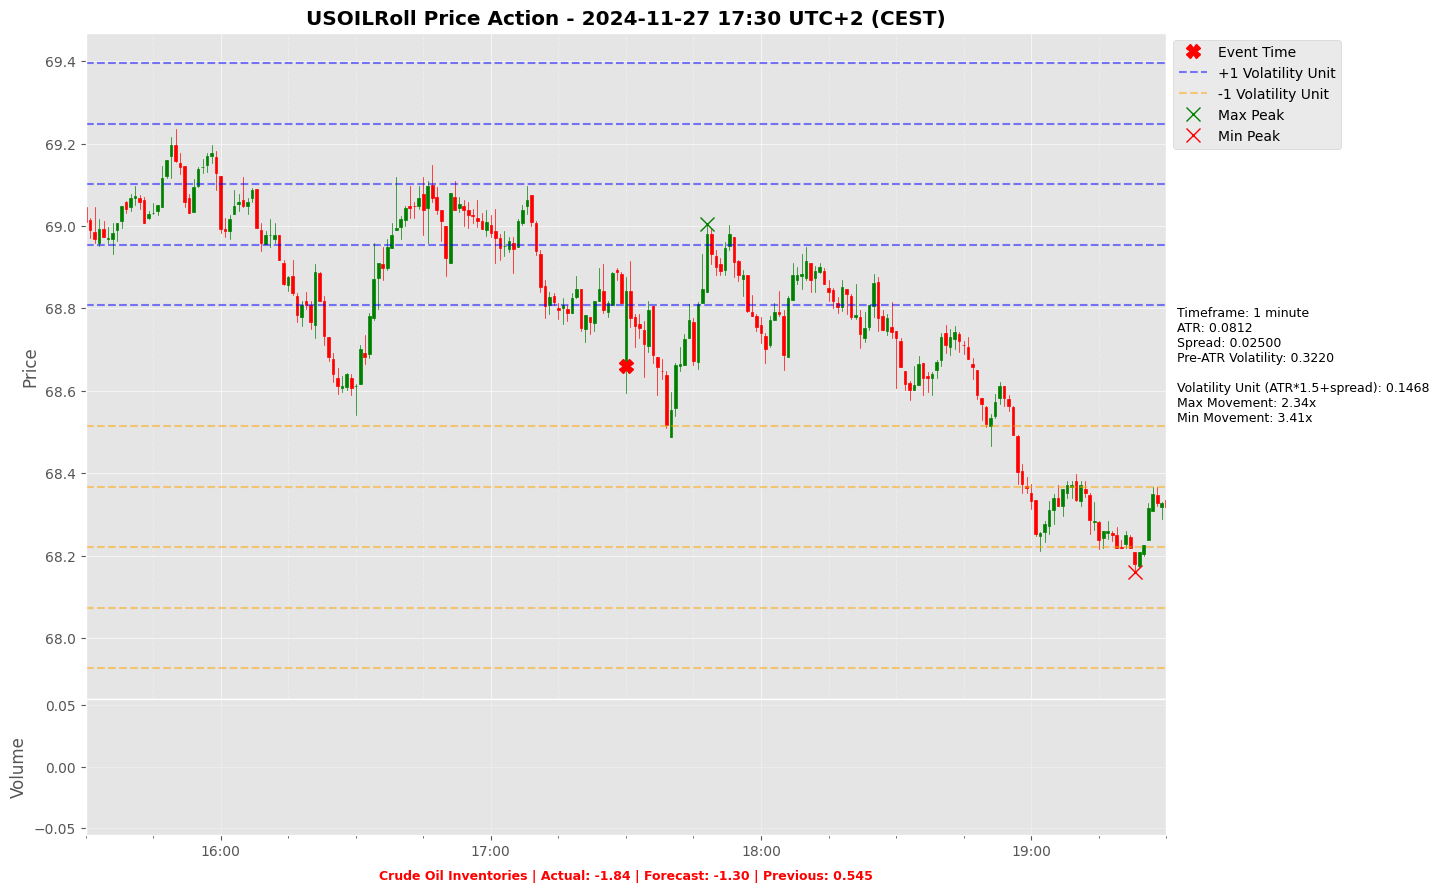 USOILRoll Price Action - 2024-11-27 17:30 UTC+2 (CEST)
Event Time
+1 Volatility Unit
-1 Volatility Unit
Max Peak
Min Peak
69.4
69.2
69.0
68.8
68.6
68.4
68.2
68.0
Price
Timeframe: 1 minute
ATR: 0.0812
Spread: 0.02500
Pre-ATR Volatility: 0.3220
Volatility Unit (ATR*1.5+spread): 0.1468
Max Movement: 2.34x
Min Movement: 3.41x
0.05
0.00
−0.05
Volume
16:00
17:00
18:00
19:00
Crude Oil Inventories | Actual: -1.84 | Forecast: -1.30 | Previous: 0.545